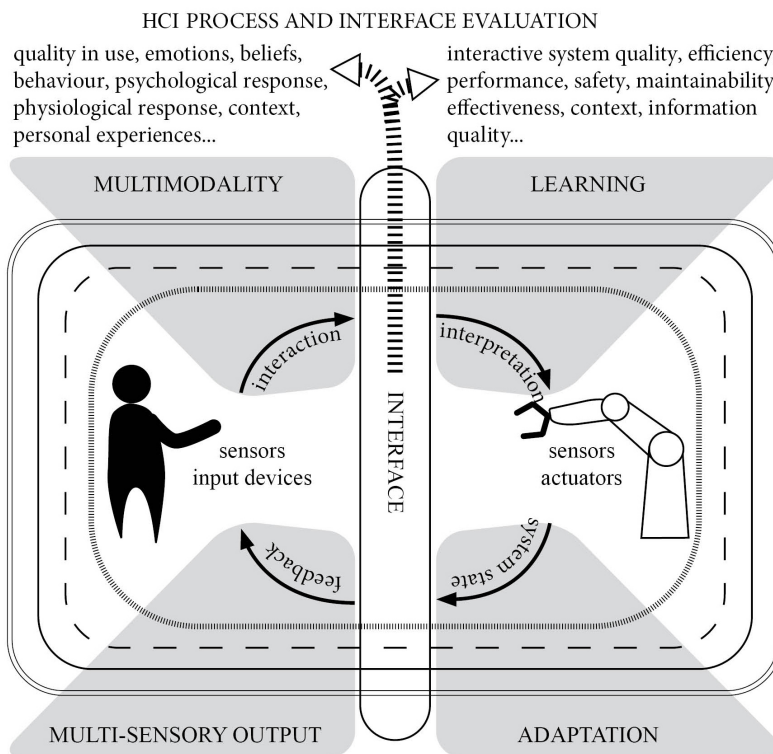 HCI PROCESS AND INTERFACE EVALUATION
quality in use, emotions, beliefs,
behaviour, psychological response,
physiological response, context,
personal experiences...
interactive system quality, efficiency
performance, safety, maintainability
effectiveness, context, information
quality...
MULTIMODALITY
LEARNING
interaction
interpretation
INTERFACE
sensors
input devices
sensors
actuators
feedback
system state
MULTI-SENSORY OUTPUT
ADAPTATION